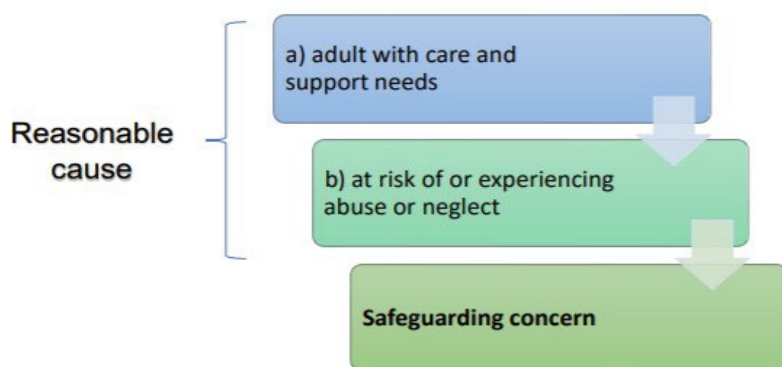 a) adult with care and
support needs
Reasonable
cause
b) at risk of or experiencing
abuse or neglect
Safeguarding concern